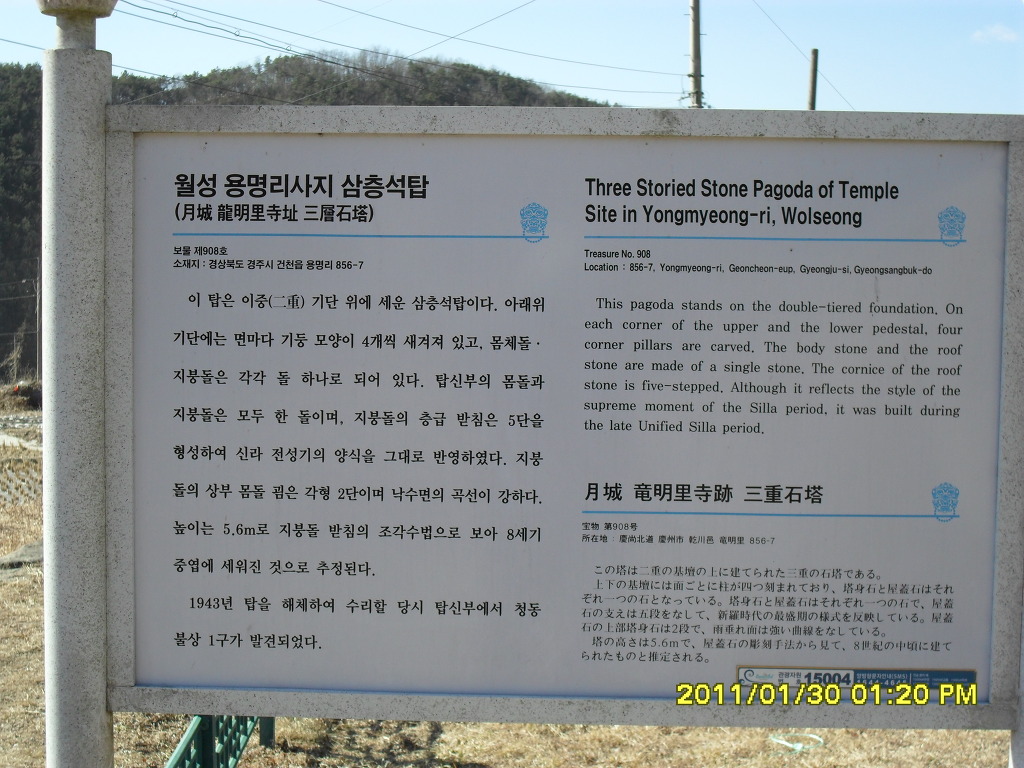 월성 용명리사지 삼층석탑
(月城 龍明里寺址 三層石塔)
보물 제908호
소재지 : 경상북도 경주시 건천읍 용명리 856-7
이 탑은 이중(二重) 기단 위에 세운 삼층석탑이다. 아래위
기단에는 면마다 기둥 모양이 4개씩 새겨져 있고, 몸체돌·
지붕돌은 각각 돌 하나로 되어 있다. 탑신부의 몸돌과
지붕돌은 모두 한 돌이며, 지붕돌의 층급 받침은 5단을
형성하여 신라 전성기의 양식을 그대로 반영하였다. 지붕
돌의 상부 몸돌 굄은 각형 2단이며 낙수면의 곡선이 강하다.
높이는 5.6m로 지붕돌 받침의 조각수법으로 보아 8세기
중엽에 세워진 것으로 추정된다.
1943년 탑을 해체하여 수리할 당시 탑신부에서 청동
불상 1구가 발견되었다.
Three Storied Stone Pagoda of Temple
Site in Yongmyeong-ri, Wolseong
Treasure No. 908
Location : 856-7, Yongmyeong-ri, Geoncheon-eup, Gyeongju-si, Gyeongsangbuk-do
This pagoda stands on the double-tiered foundation. On
each corner of the upper and the lower pedestal, four
corner pillars are carved. The body stone and the roof
stone are made of a single stone. The cornice of the roof
stone is five-stepped. Although it reflects the style of the
supreme moment of the Silla period, it was built during
the late Unified Silla period.
月城 竜明里寺跡 三重石塔
宝物 第908号
所在地 : 慶尚北道 慶州市 乾川邑 竜明里 856-7
この塔は二重の基壇の上に建てられた三重の石塔である。
上下の基壇には面ごとに柱が四つ刻まれており、塔身石と屋蓋石はそれ
ぞれ一つの石となっている。塔身石と屋蓋石はそれぞれ一つの石で、屋蓋
石の支えは五段をなして、新羅時代の最盛期の様式を反映している。屋蓋
石の上部塔身石は2段で、雨垂れ面は強い曲線をなしている。
塔の高さは5.6mで、屋蓋石の彫刻手法から見て、8世紀の中頃に建て
られたものと推定される。
관광자원 15004
2011/01/30 01:20 PM